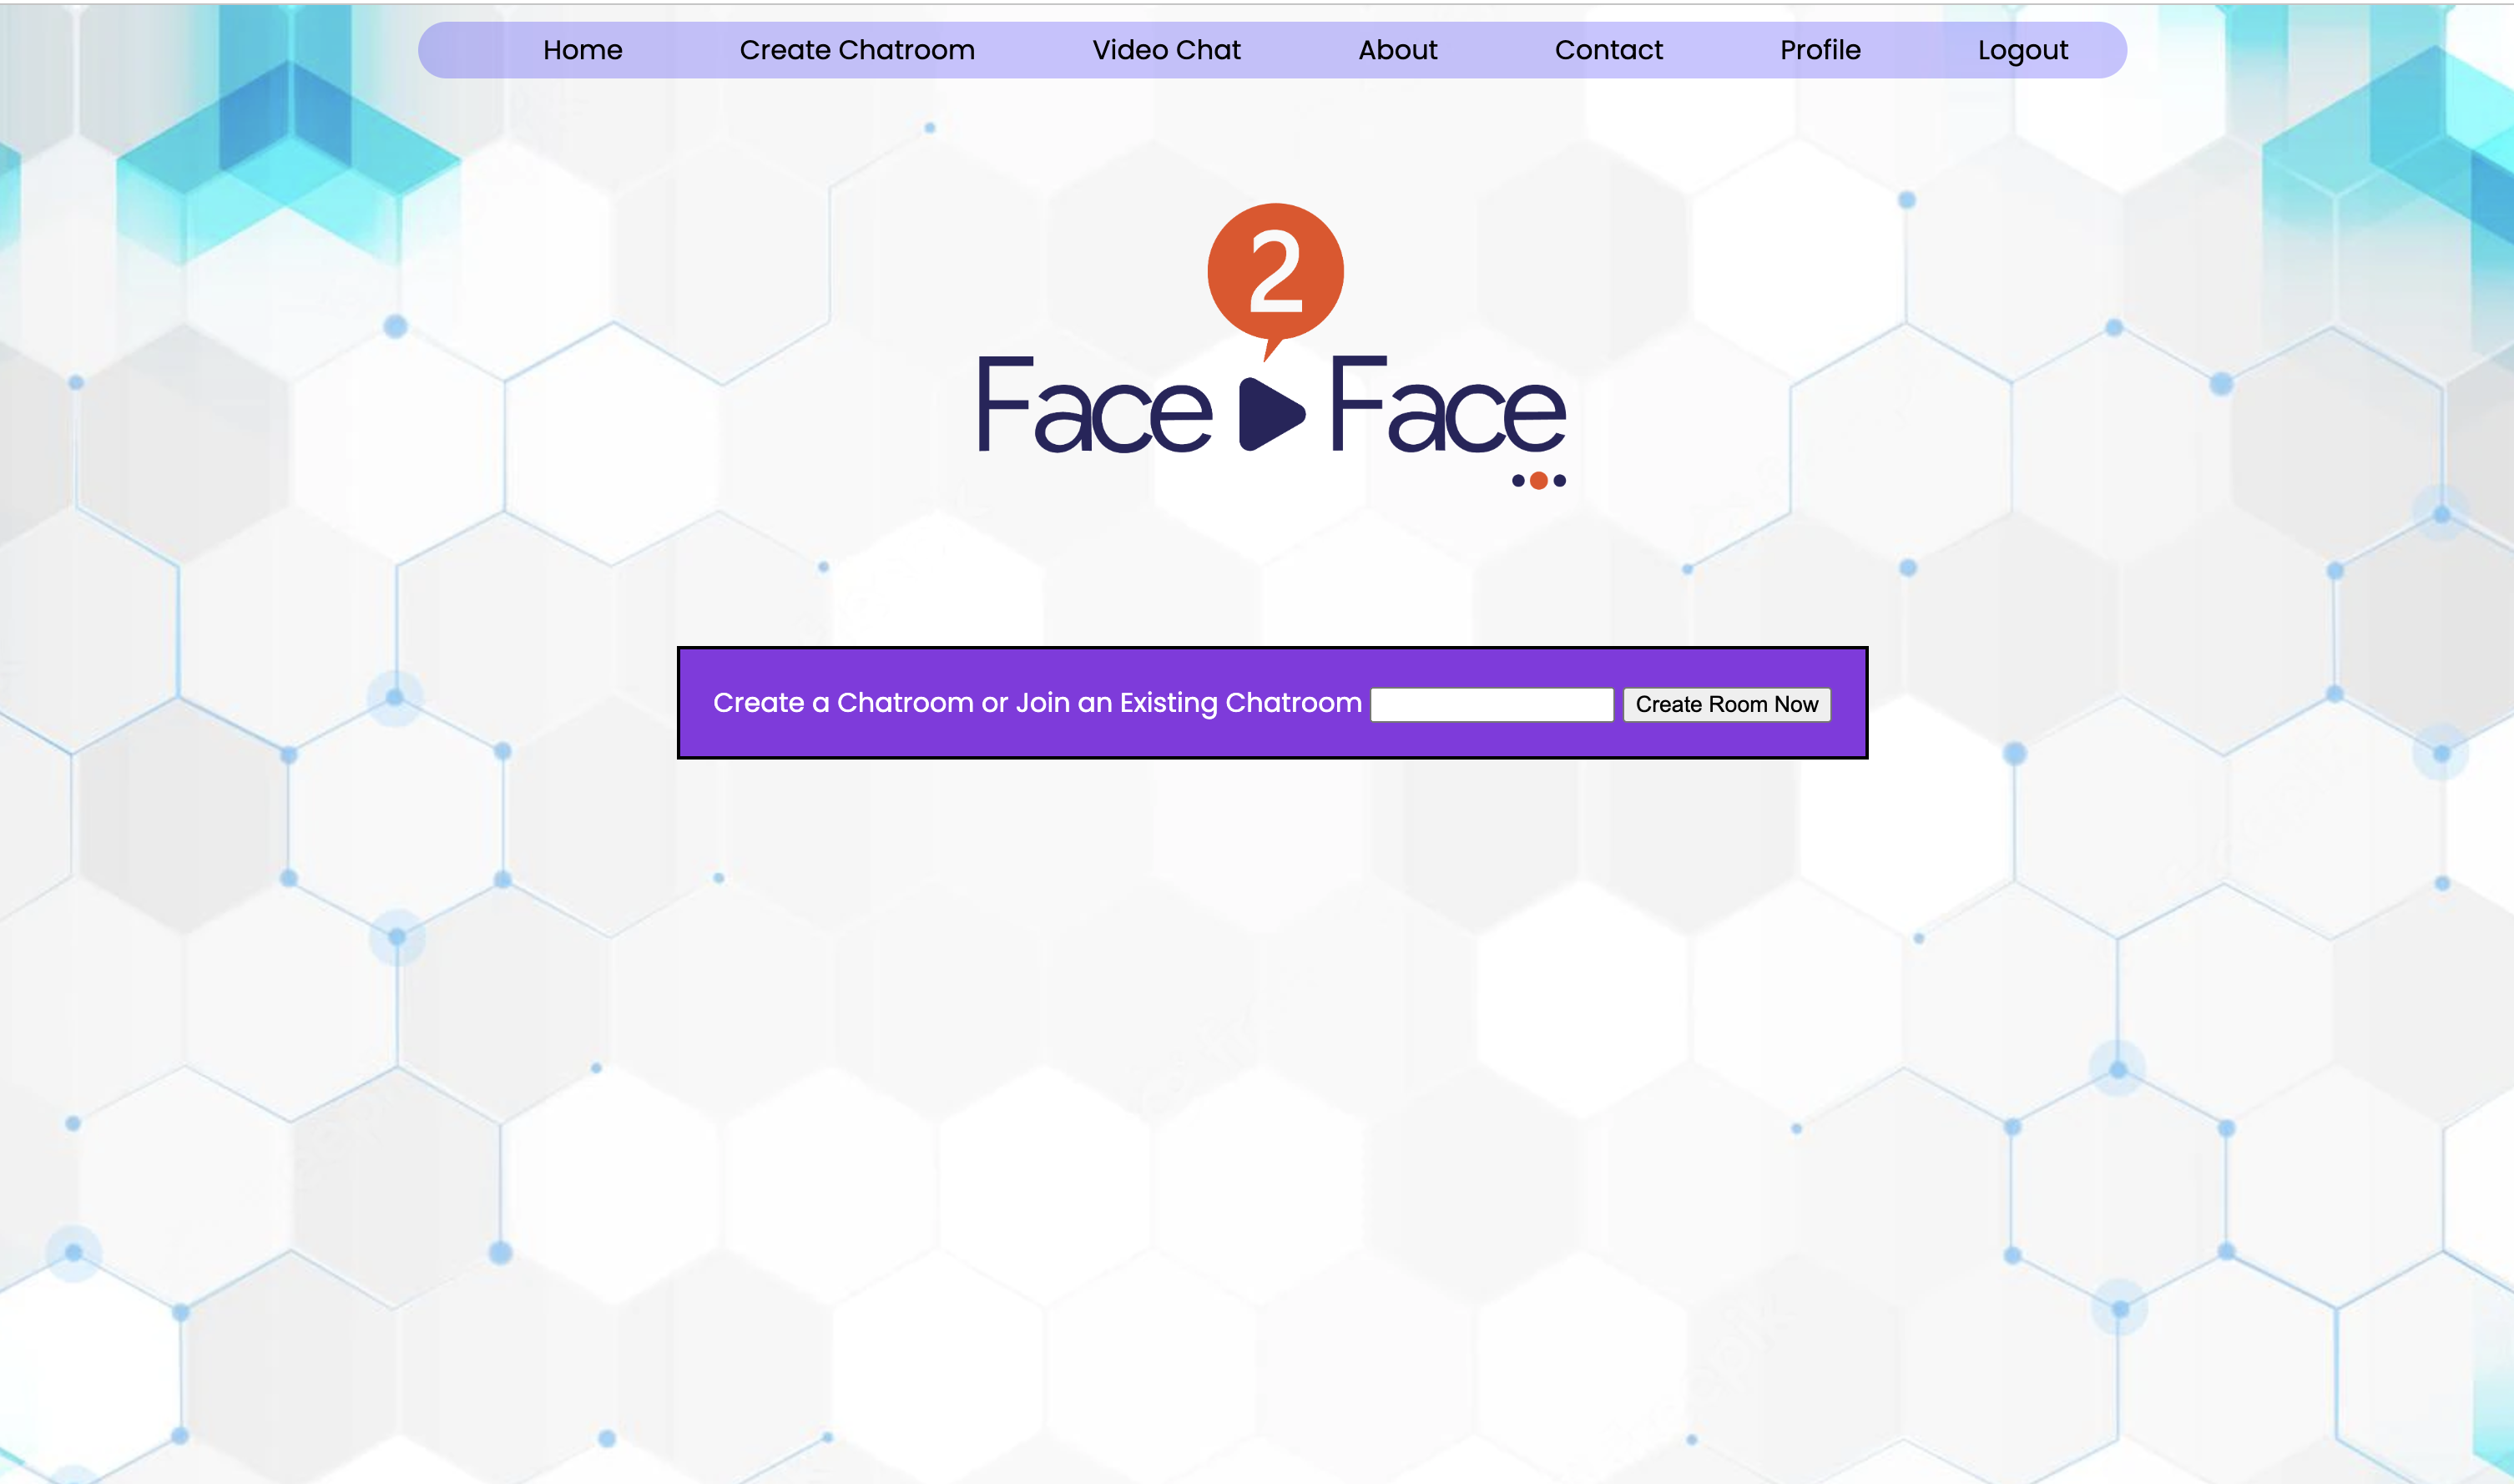 Home Create Chatroom Video Chat About Contact Profile Logout
2
Face Face
Create a Chatroom or Join an Existing Chatroom Create Room Now